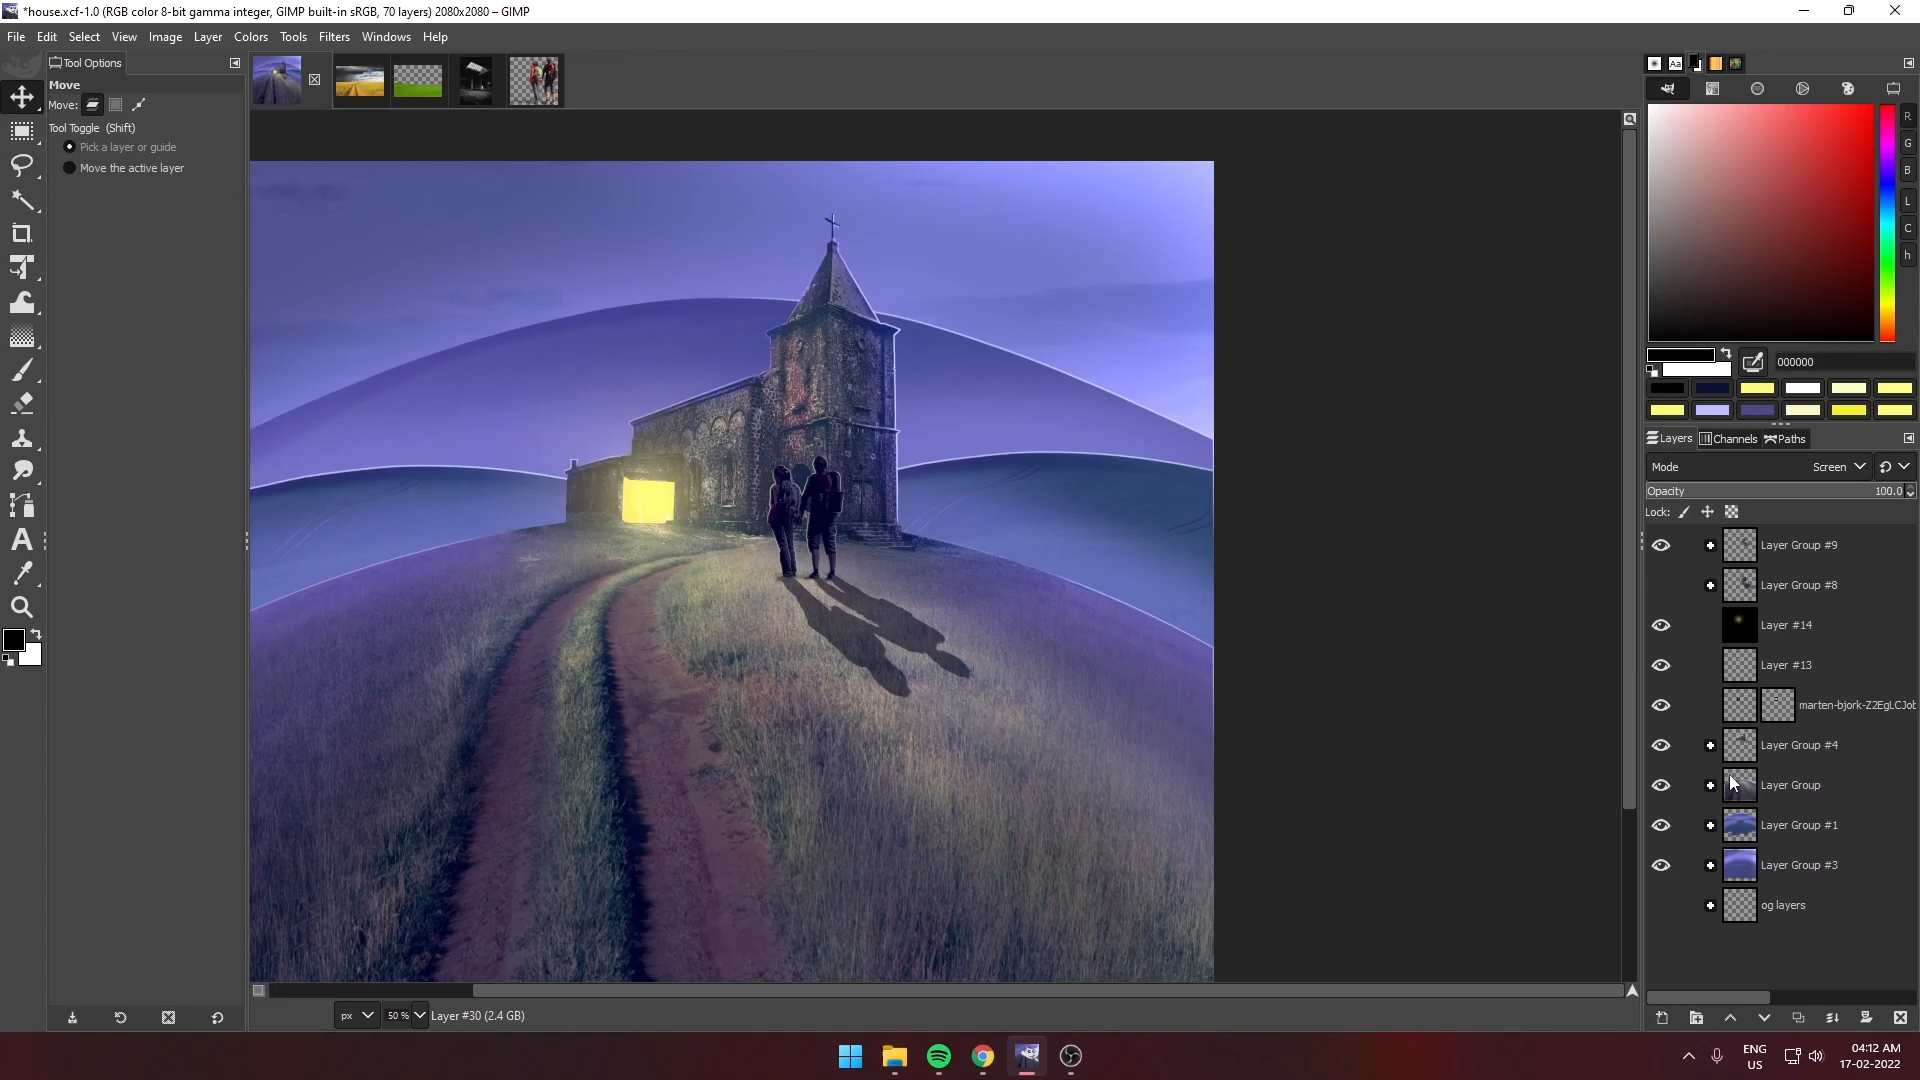 *house.xcf-1.0 (RGB color 8-bit gamma integer, GIMP built-in sRGB, 70 layers) 2080x2080 – GIMP
File Edit Select View Image Layer Colors Tools Filters Windows Help
Tool Options
Move
Move:
Tool Toggle (Shift)
Pick a layer or guide
Move the active layer
Aa
R
G
B
L
C
h
000000
Layers Channels Paths
Mode Screen
Opacity 100.0
Lock:
Layer Group #9
Layer Group #8
Layer #14
Layer #13
marten-bjork-Z2EgLCJob
Layer Group #4
Layer Group
Layer Group #1
Layer Group #3
og layers
px 50 % Layer #30 (2.4 GB)
ENG
US
04:12 AM
17-02-2022